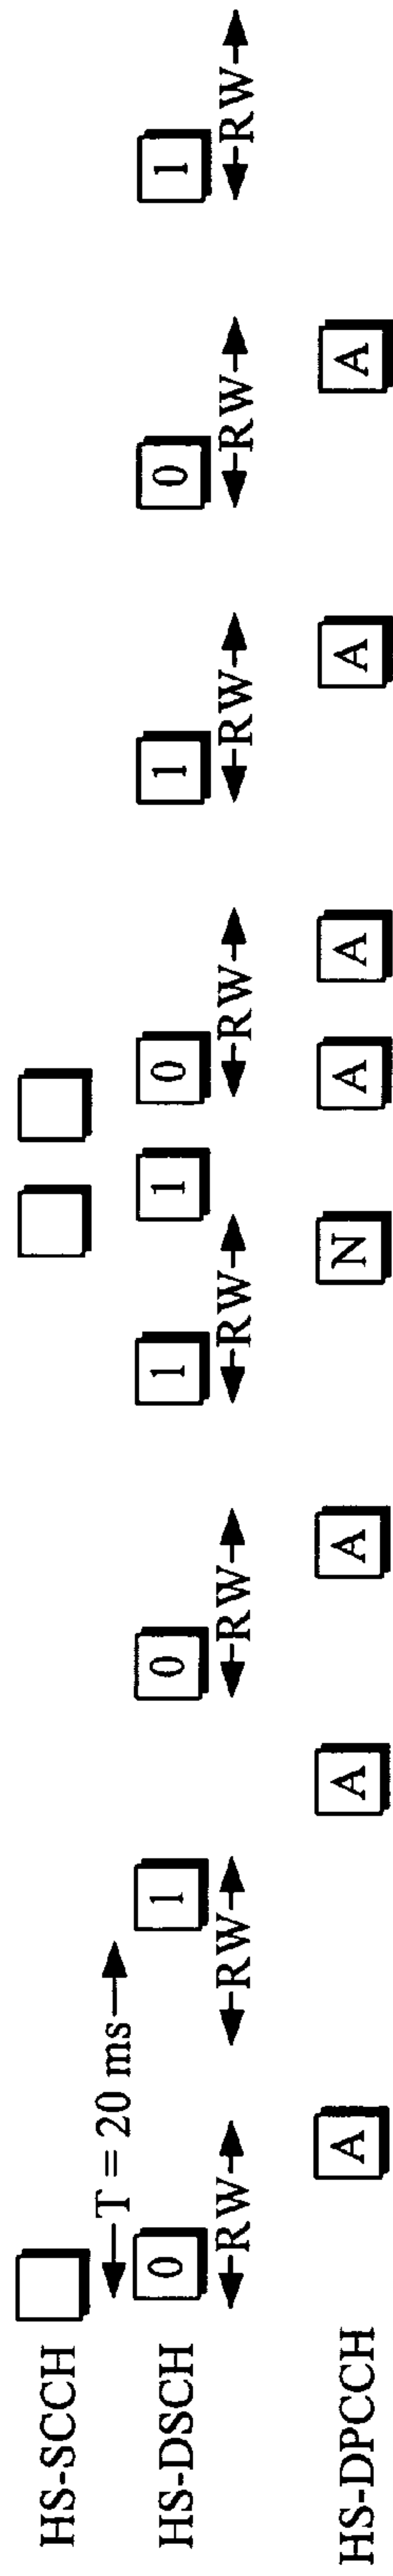 HS-SCCH
T = 20 ms
HS-DSCH 0 1 0 1 1 0 1 0 1
RW RW RW RW RW RW RW RW
HS-DPCCH A A A N A A A A